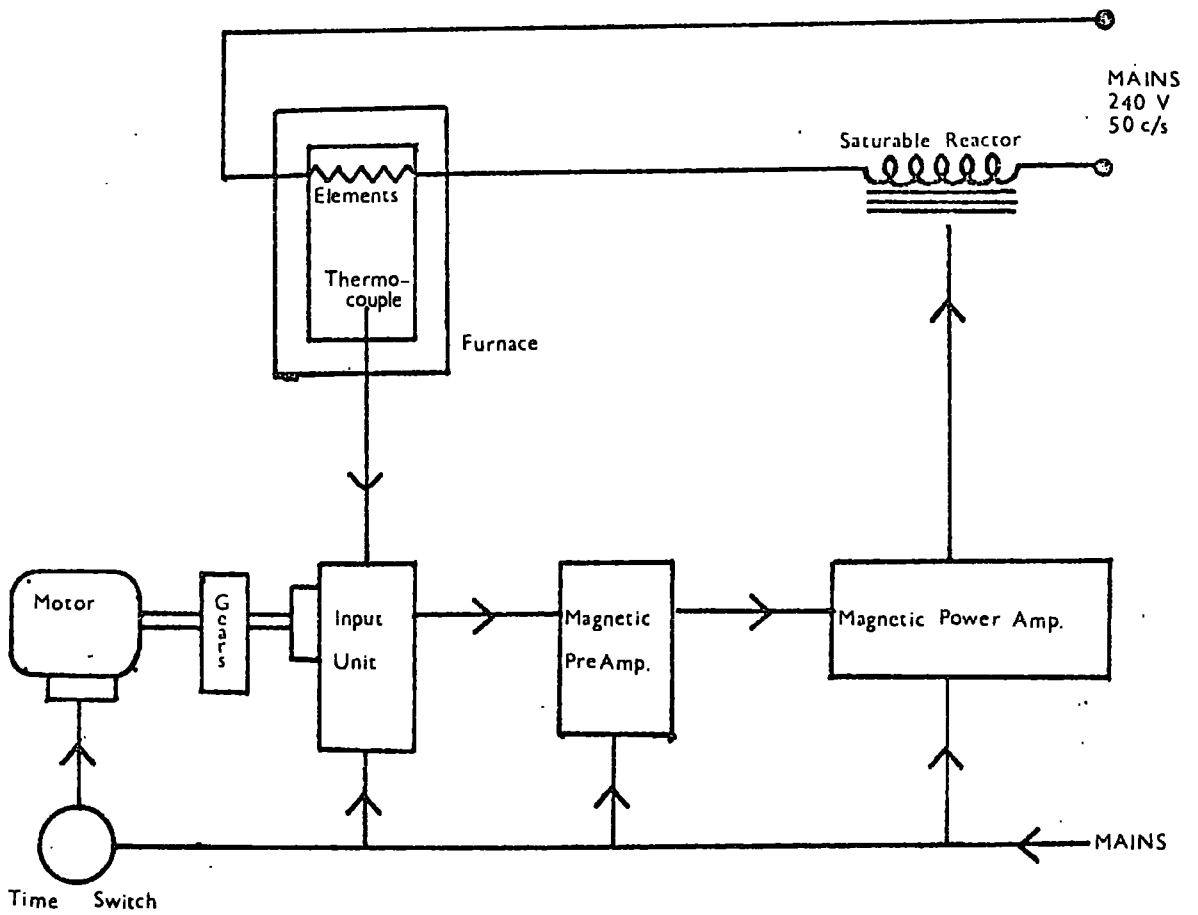 MAINS
240 V
50 c/s
Saturable Reactor
Elements
Thermo-
couple
Furnace
Motor
Gears
Input
Unit
Magnetic
PreAmp.
Magnetic Power Amp.
MAINS
Time Switch